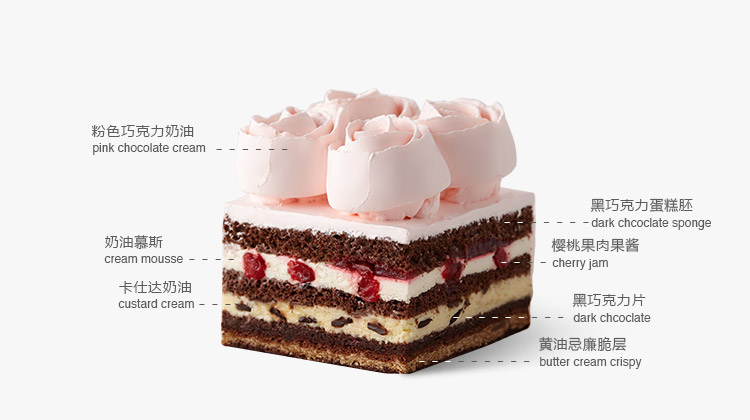 粉色巧克力奶油
pink chocolate cream
奶油慕斯
cream mousse
卡仕达奶油
custard cream
黑巧克力蛋糕胚
dark chcoclate sponge
樱桃果肉果酱
cherry jam
黑巧克力片
dark chcoclate
黄油忌廉脆层
butter cream crispy